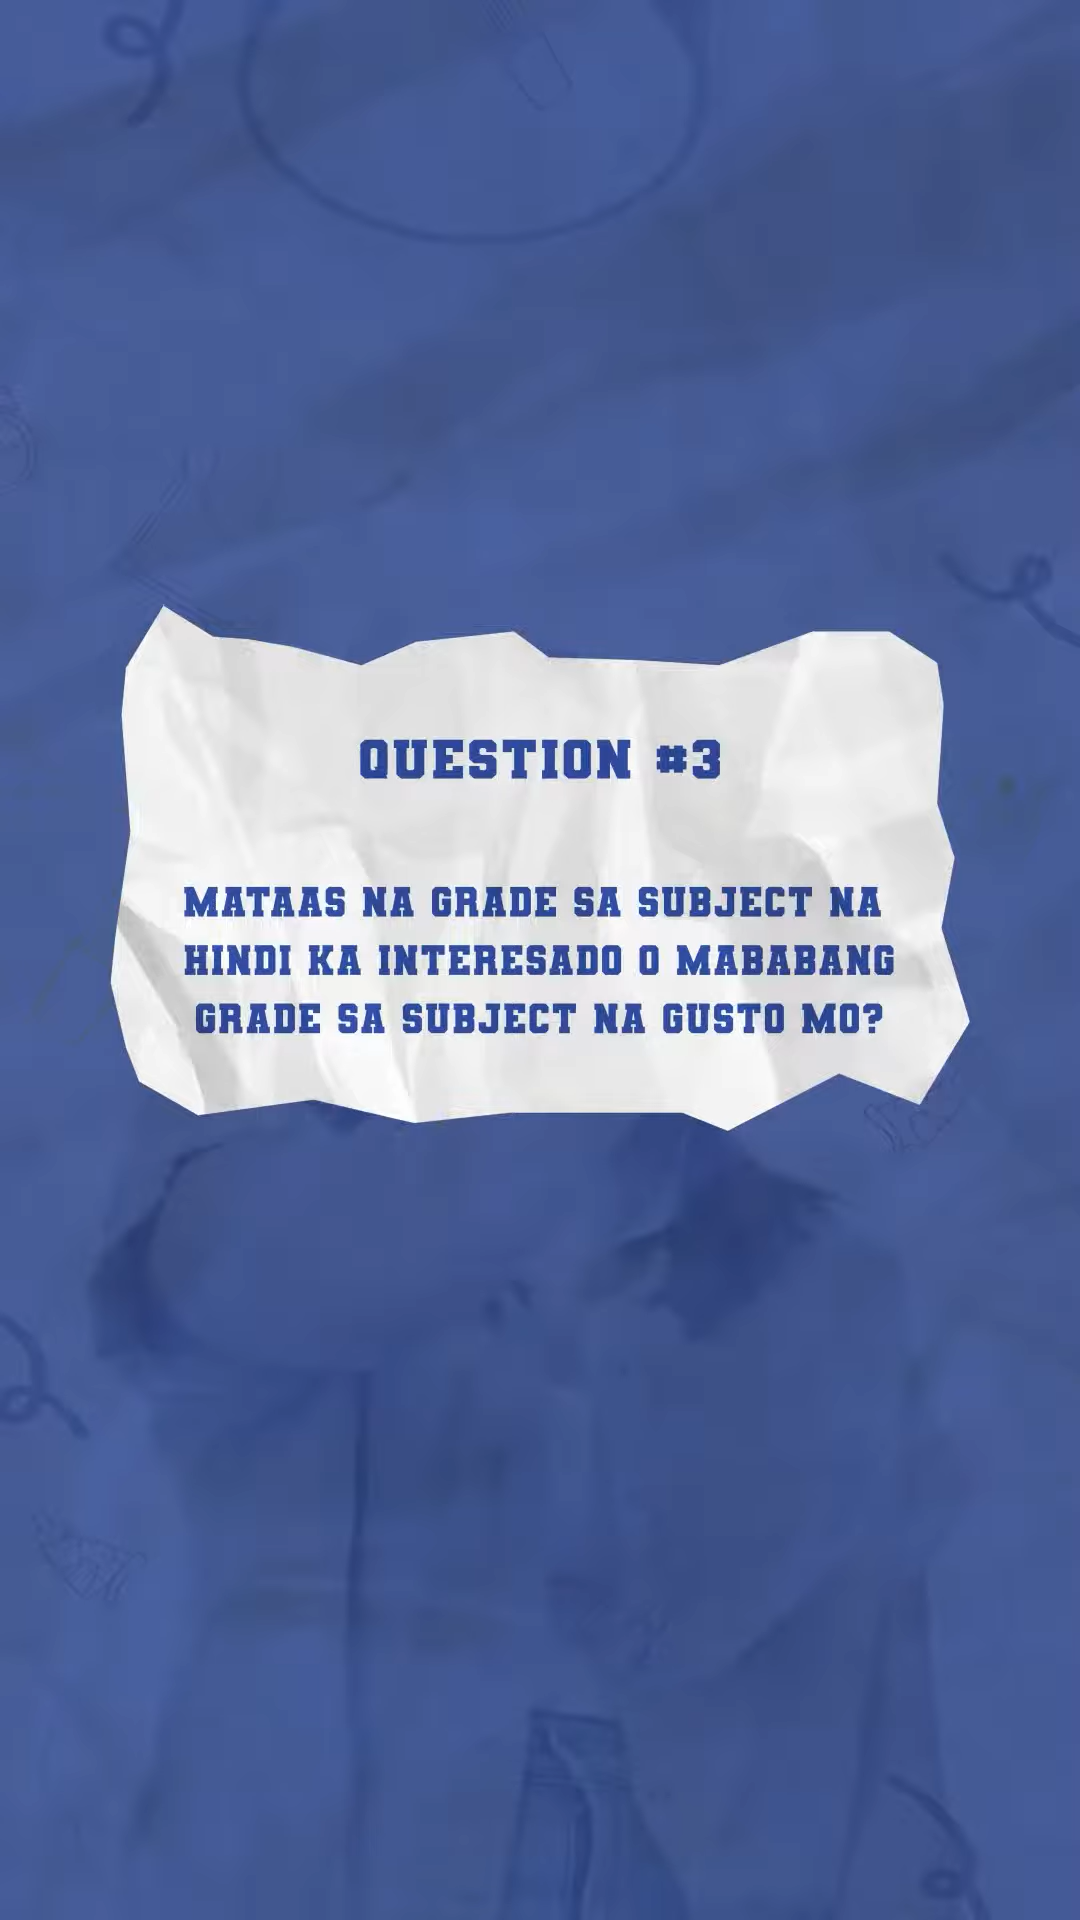 QUESTION #3
MATAAS NA GRADE SA SUBJECT NA
HINDI KA INTERESADO O MABABANG
GRADE SA SUBJECT NA GUSTO MO?